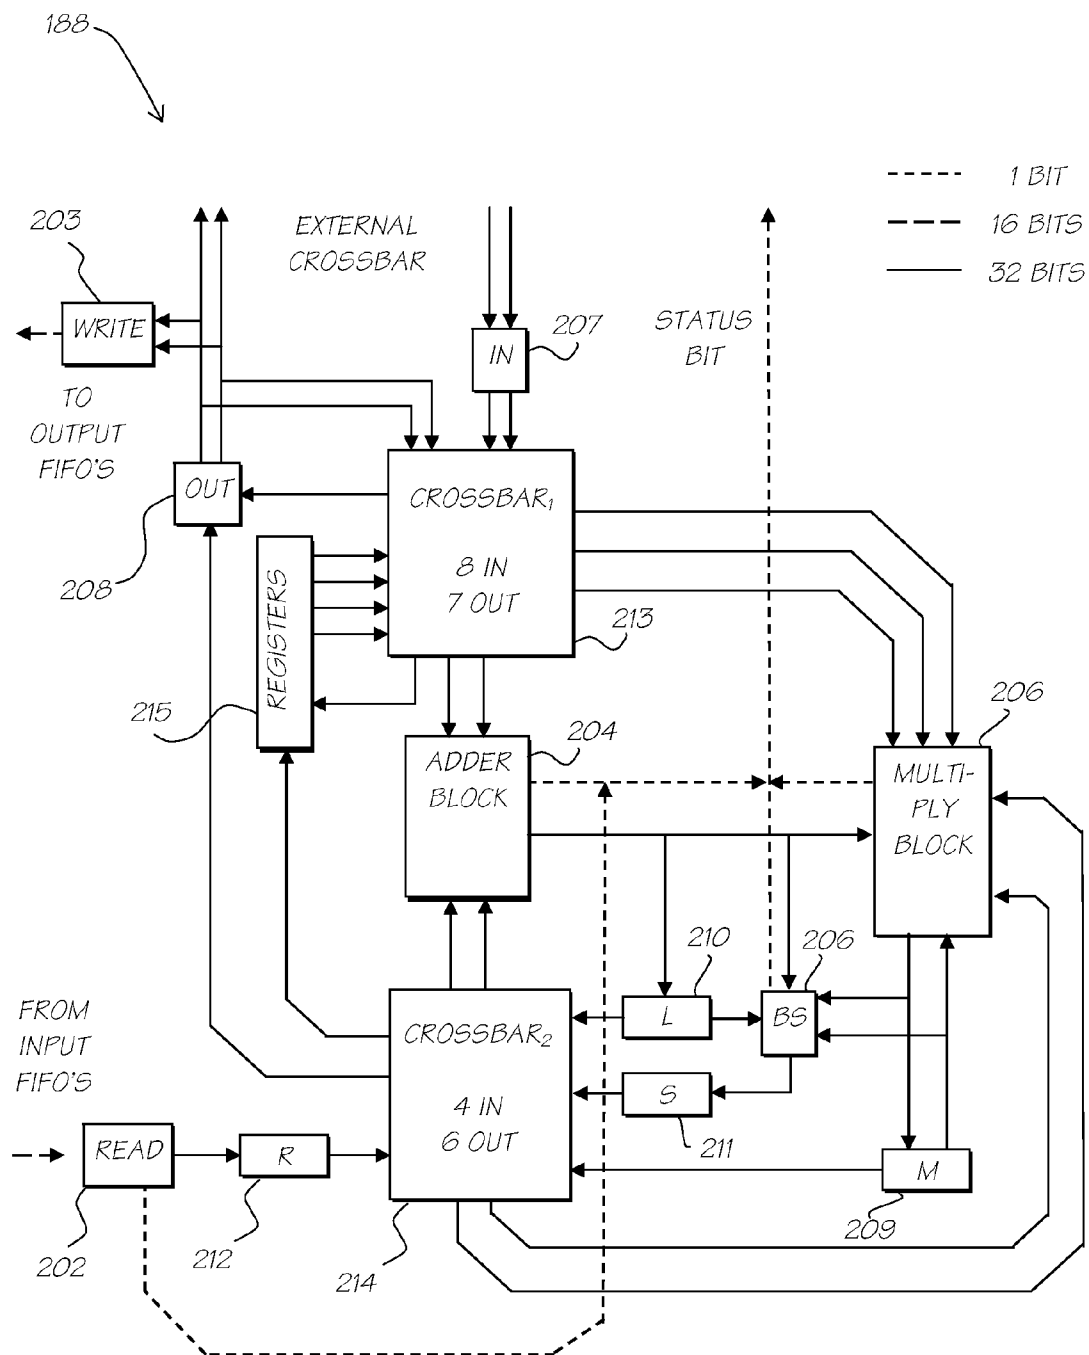 188
1 BIT
16 BITS
32 BITS
203
EXTERNAL
CROSSBAR
WRITE
207
IN
STATUS
BIT
TO
OUTPUT
FIFO'S
OUT
208
CROSSBAR₁
8 IN
7 OUT
213
REGISTERS
215
204
ADDER
BLOCK
206
MULTI-
PLY
BLOCK
210
206
L
BS
FROM
INPUT
FIFO'S
CROSSBAR₂
4 IN
6 OUT
S
211
READ
R
M
202
212
214
209